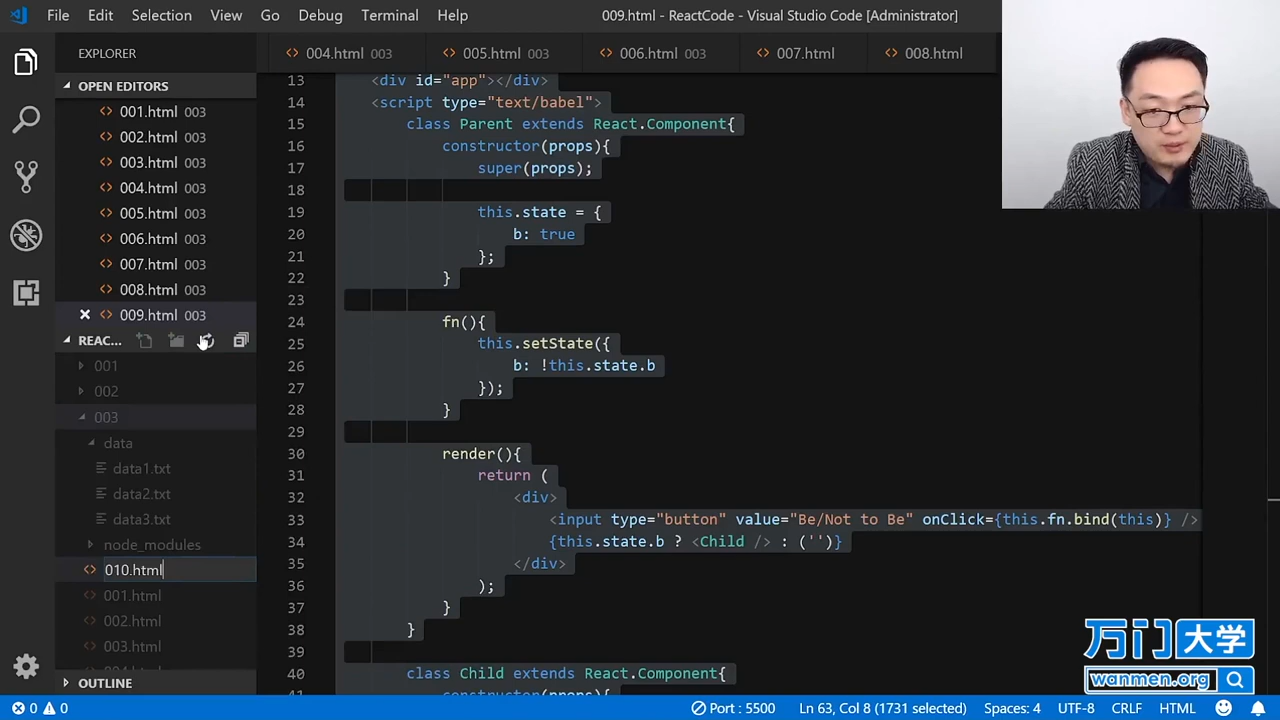 File Edit Selection View Go Debug Terminal Help
009.html - ReactCode - Visual Studio Code [Administrator]
EXPLORER
004.html 003
005.html 003
006.html 003
007.html
008.html
OPEN EDITORS
001.html 003
002.html 003
003.html 003
004.html 003
005.html 003
006.html 003
007.html 003
008.html 003
009.html 003
REAC...
001
002
003
data
data1.txt
data2.txt
data3.txt
node_modules
010.html
001.html
002.html
003.html
OUTLINE
13 <div id="app"></div>
14 <script type="text/babel">
15 class Parent extends React.Component{
16 constructor(props){
17 super(props);
18
19 this.state = {
20 b: true
21 };
22 }
23
24 fn(){
25 this.setState({
26 b: !this.state.b
27 });
28 }
29
30 render(){
31 return (
32 <div>
33 <input type="button" value="Be/Not to Be" onClick={this.fn.bind(this)} />
34 {this.state.b ? <Child /> : ('')}
35 </div>
36 );
37 }
38 }
39
40 class Child extends React.Component{
41 constructor(props){
万门大学
wanmen.org
0 0
Port : 5500
Ln 63, Col 8 (1731 selected)
Spaces: 4
UTF-8
CRLF
HTML